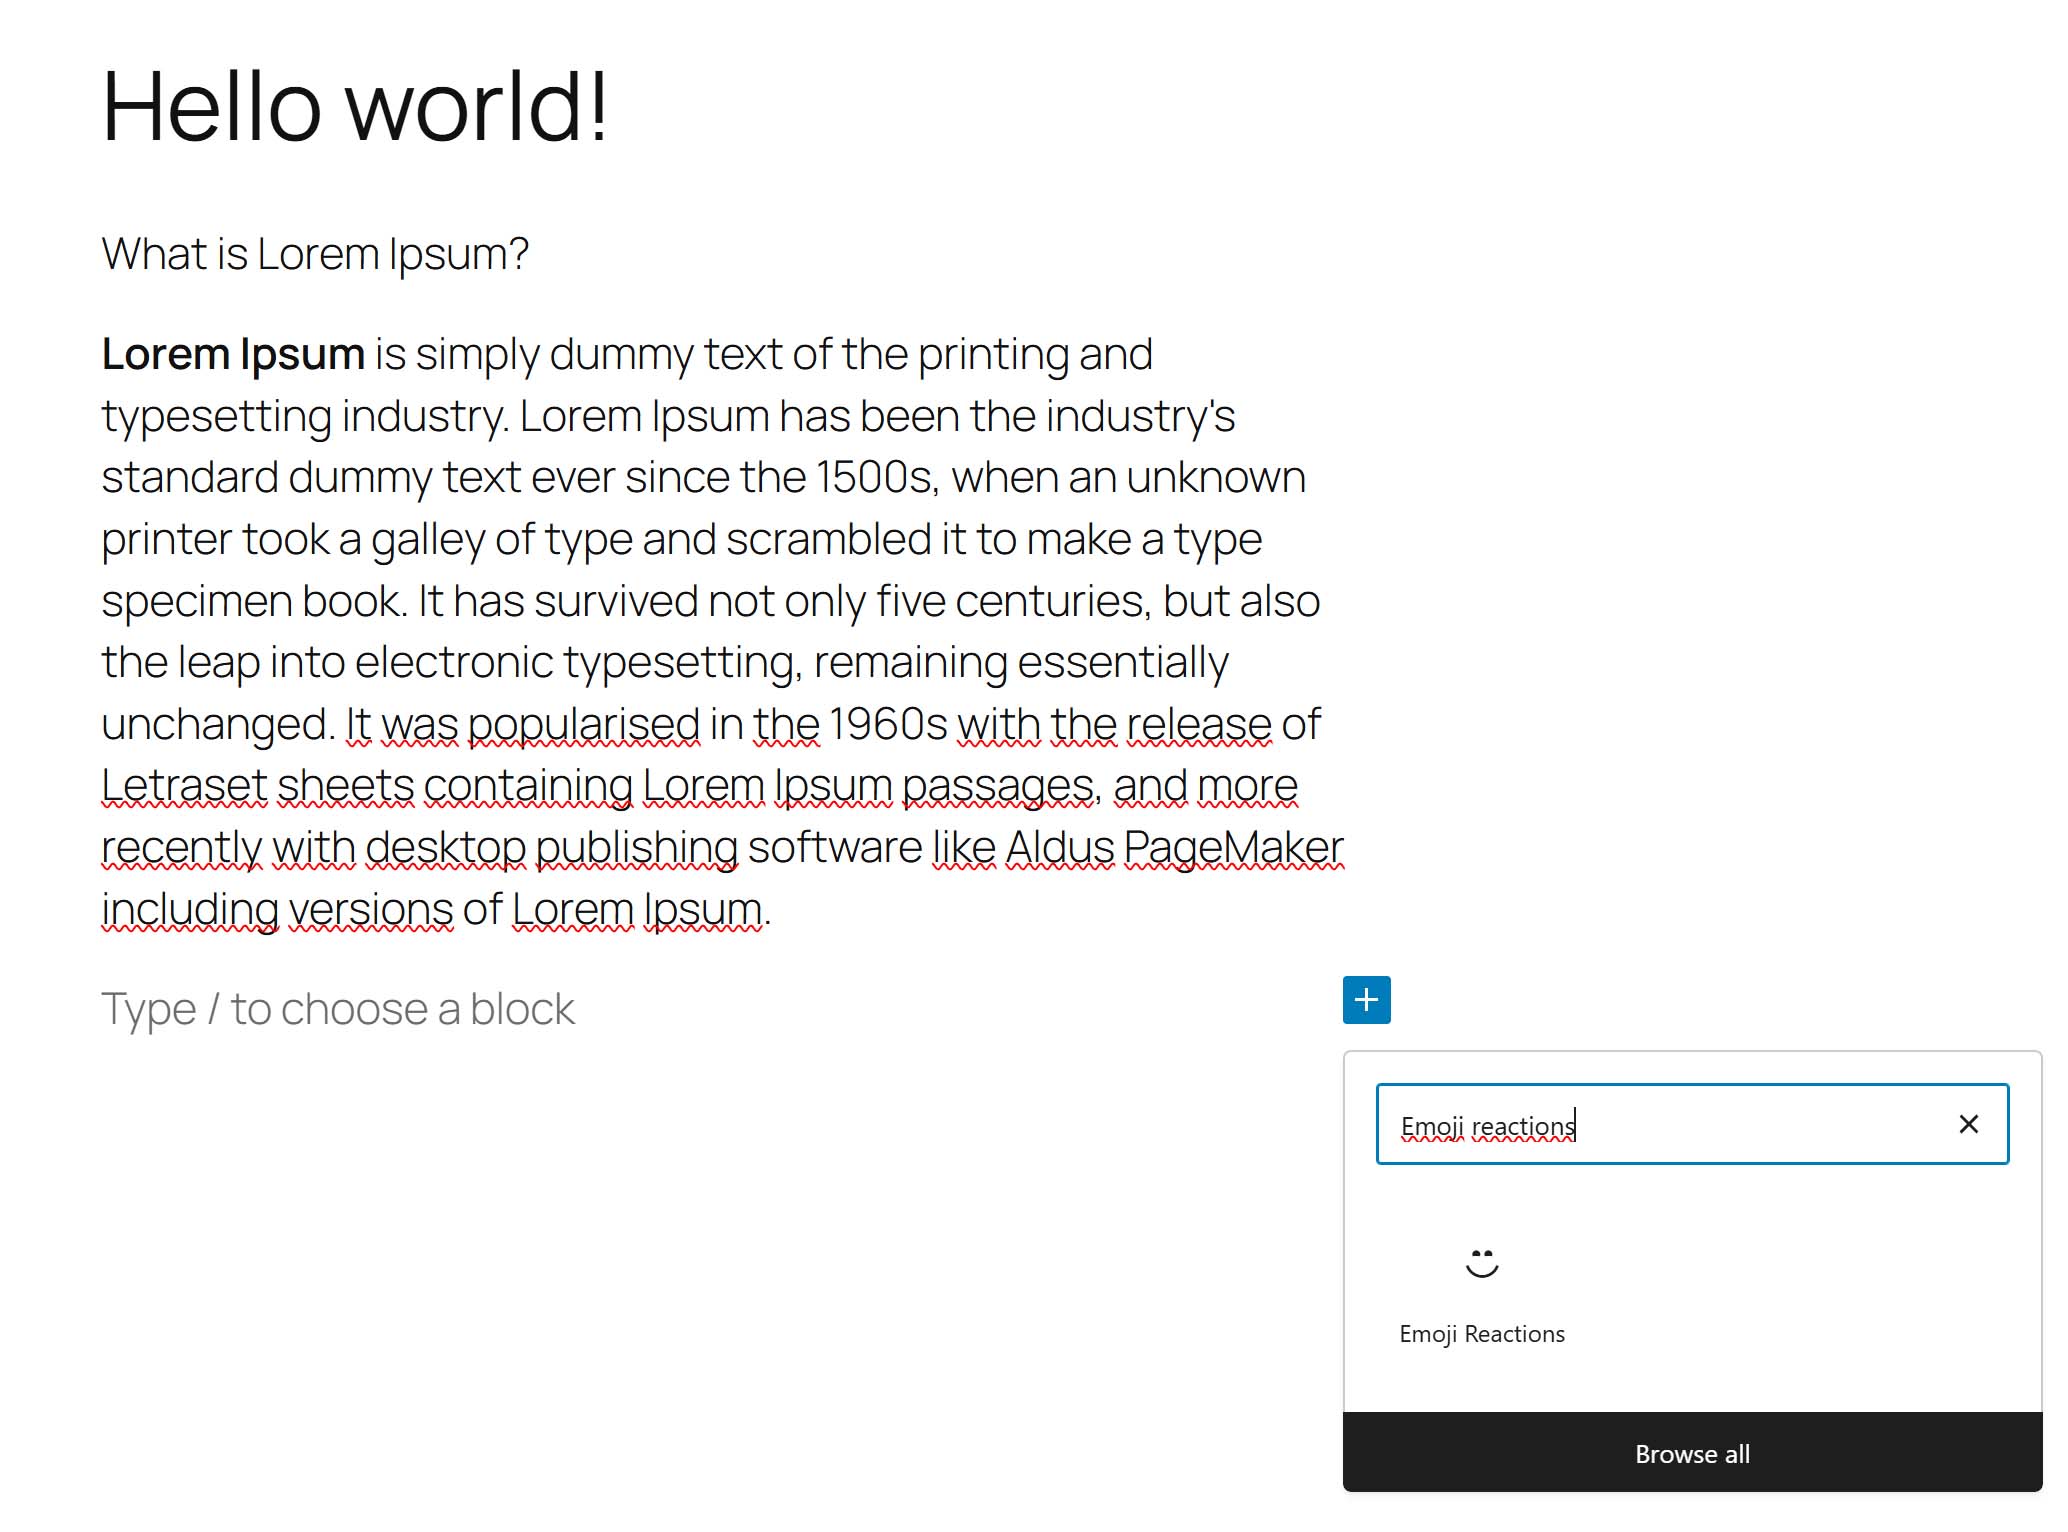 Hello world!
What is Lorem Ipsum?
Lorem Ipsum is simply dummy text of the printing and
typesetting industry. Lorem Ipsum has been the industry's
standard dummy text ever since the 1500s, when an unknown
printer took a galley of type and scrambled it to make a type
specimen book. It has survived not only five centuries, but also
the leap into electronic typesetting, remaining essentially
unchanged. It was popularised in the 1960s with the release of
Letraset sheets containing Lorem Ipsum passages, and more
recently with desktop publishing software like Aldus PageMaker
including versions of Lorem Ipsum.
Type / to choose a block
Emoji reactions
Emoji Reactions
Browse all